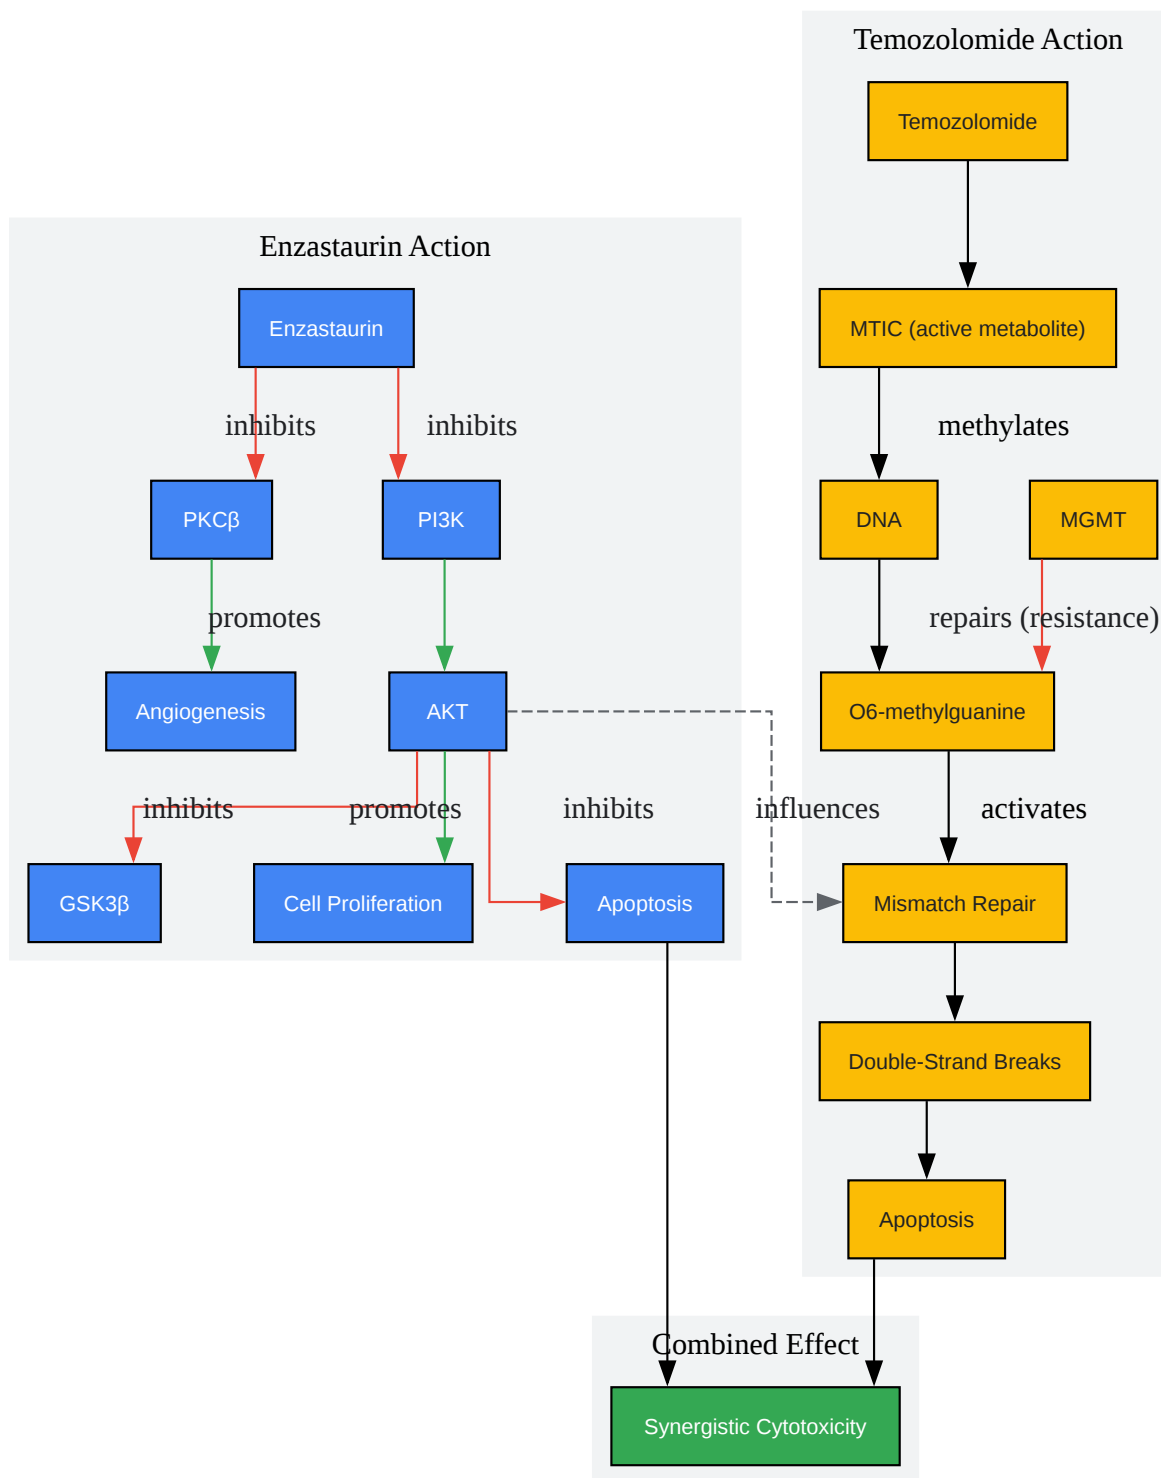 Temozolomide Action
Temozolomide
Enzastaurin Action
Enzastaurin
MTIC (active metabolite)
inhibits
inhibits
methylates
PKCβ
PI3K
DNA
MGMT
promotes
repairs (resistance)
Angiogenesis
AKT
O6-methylguanine
inhibits
promotes
inhibits
influences
activates
GSK3β
Cell Proliferation
Apoptosis
Mismatch Repair
Double-Strand Breaks
Apoptosis
Combined Effect
Synergistic Cytotoxicity